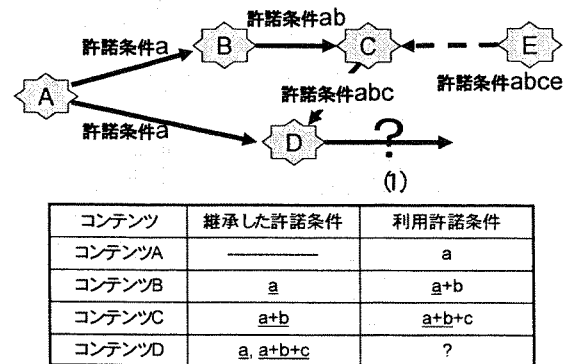 許諾条件ab
許諾条件a
B
C
E
A
許諾条件abc
許諾条件abce
許諾条件a
D
?
(1)
コンテンツ 継承した許諾条件 利用許諾条件
コンテンツA ――――― a
コンテンツB a a+b
コンテンツC a+b a+b+c
コンテンツD a, a+b+c ?